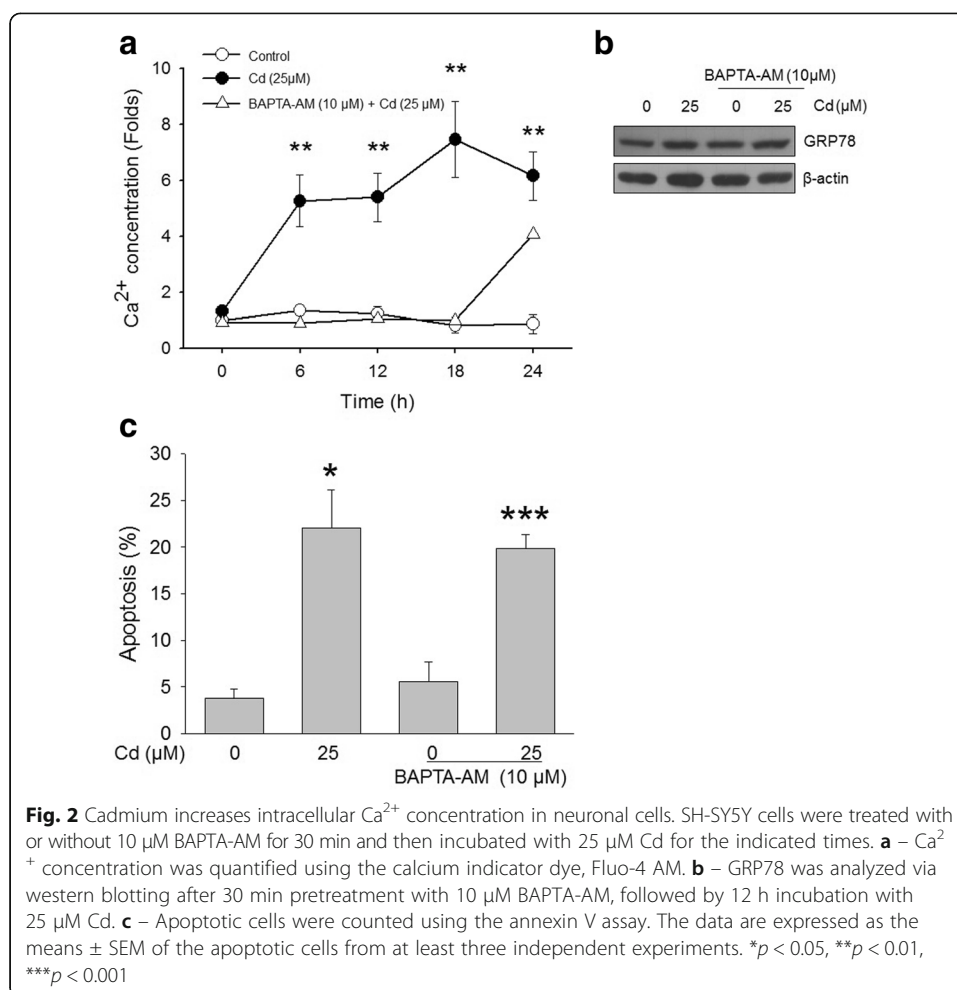 a
Control
Cd (25μM)
BAPTA-AM (10 μM) + Cd (25 μM)
10
8
6
4
2
0
Ca2+ concentration (Folds)
**
**
**
**
0 6 12 18 24
Time (h)
b
BAPTA-AM (10μM)
0 25 0 25 Cd (μM)
GRP78
β-actin
c
30
25
20
15
10
5
0
Apoptosis (%)
*
***
Cd (μM) 0 25 0 25
BAPTA-AM (10 μM)
Fig. 2 Cadmium increases intracellular Ca2+ concentration in neuronal cells. SH-SY5Y cells were treated with
or without 10 μM BAPTA-AM for 30 min and then incubated with 25 μM Cd for the indicated times. a – Ca2
+ concentration was quantified using the calcium indicator dye, Fluo-4 AM. b – GRP78 was analyzed via
western blotting after 30 min pretreatment with 10 μM BAPTA-AM, followed by 12 h incubation with
25 μM Cd. c – Apoptotic cells were counted using the annexin V assay. The data are expressed as the
means ± SEM of the apoptotic cells from at least three independent experiments. *p < 0.05, **p < 0.01,
***p < 0.001